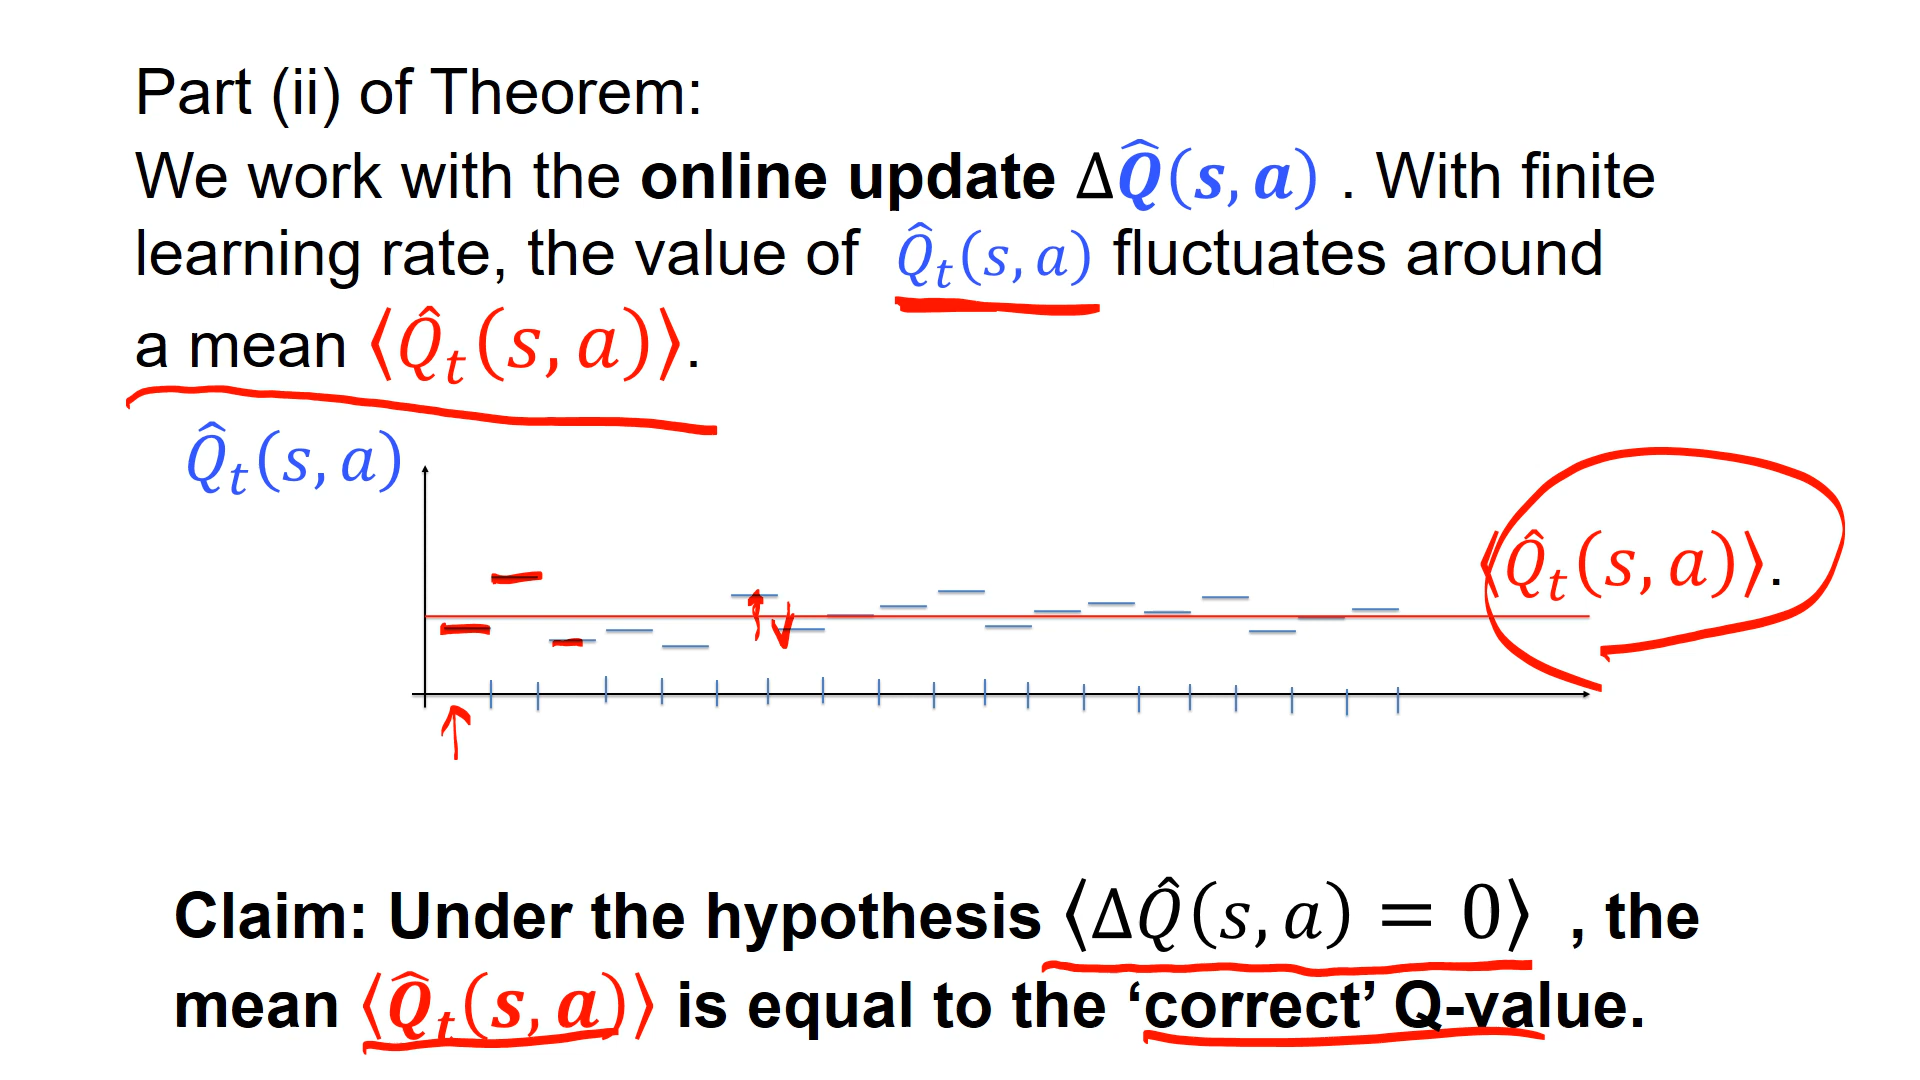 Part (ii) of Theorem:
We work with the online update Δ𝑸̂(𝒔, 𝒂) . With finite
learning rate, the value of Q̂ₜ(s, a) fluctuates around
a mean ⟨Q̂ₜ(s, a)⟩.
Q̂ₜ(s, a)
⟨Q̂ₜ(s, a)⟩.
Claim: Under the hypothesis ⟨ΔQ̂(s, a) = 0⟩ , the
mean ⟨Q̂ₜ(s, a)⟩ is equal to the ‘correct’ Q-value.